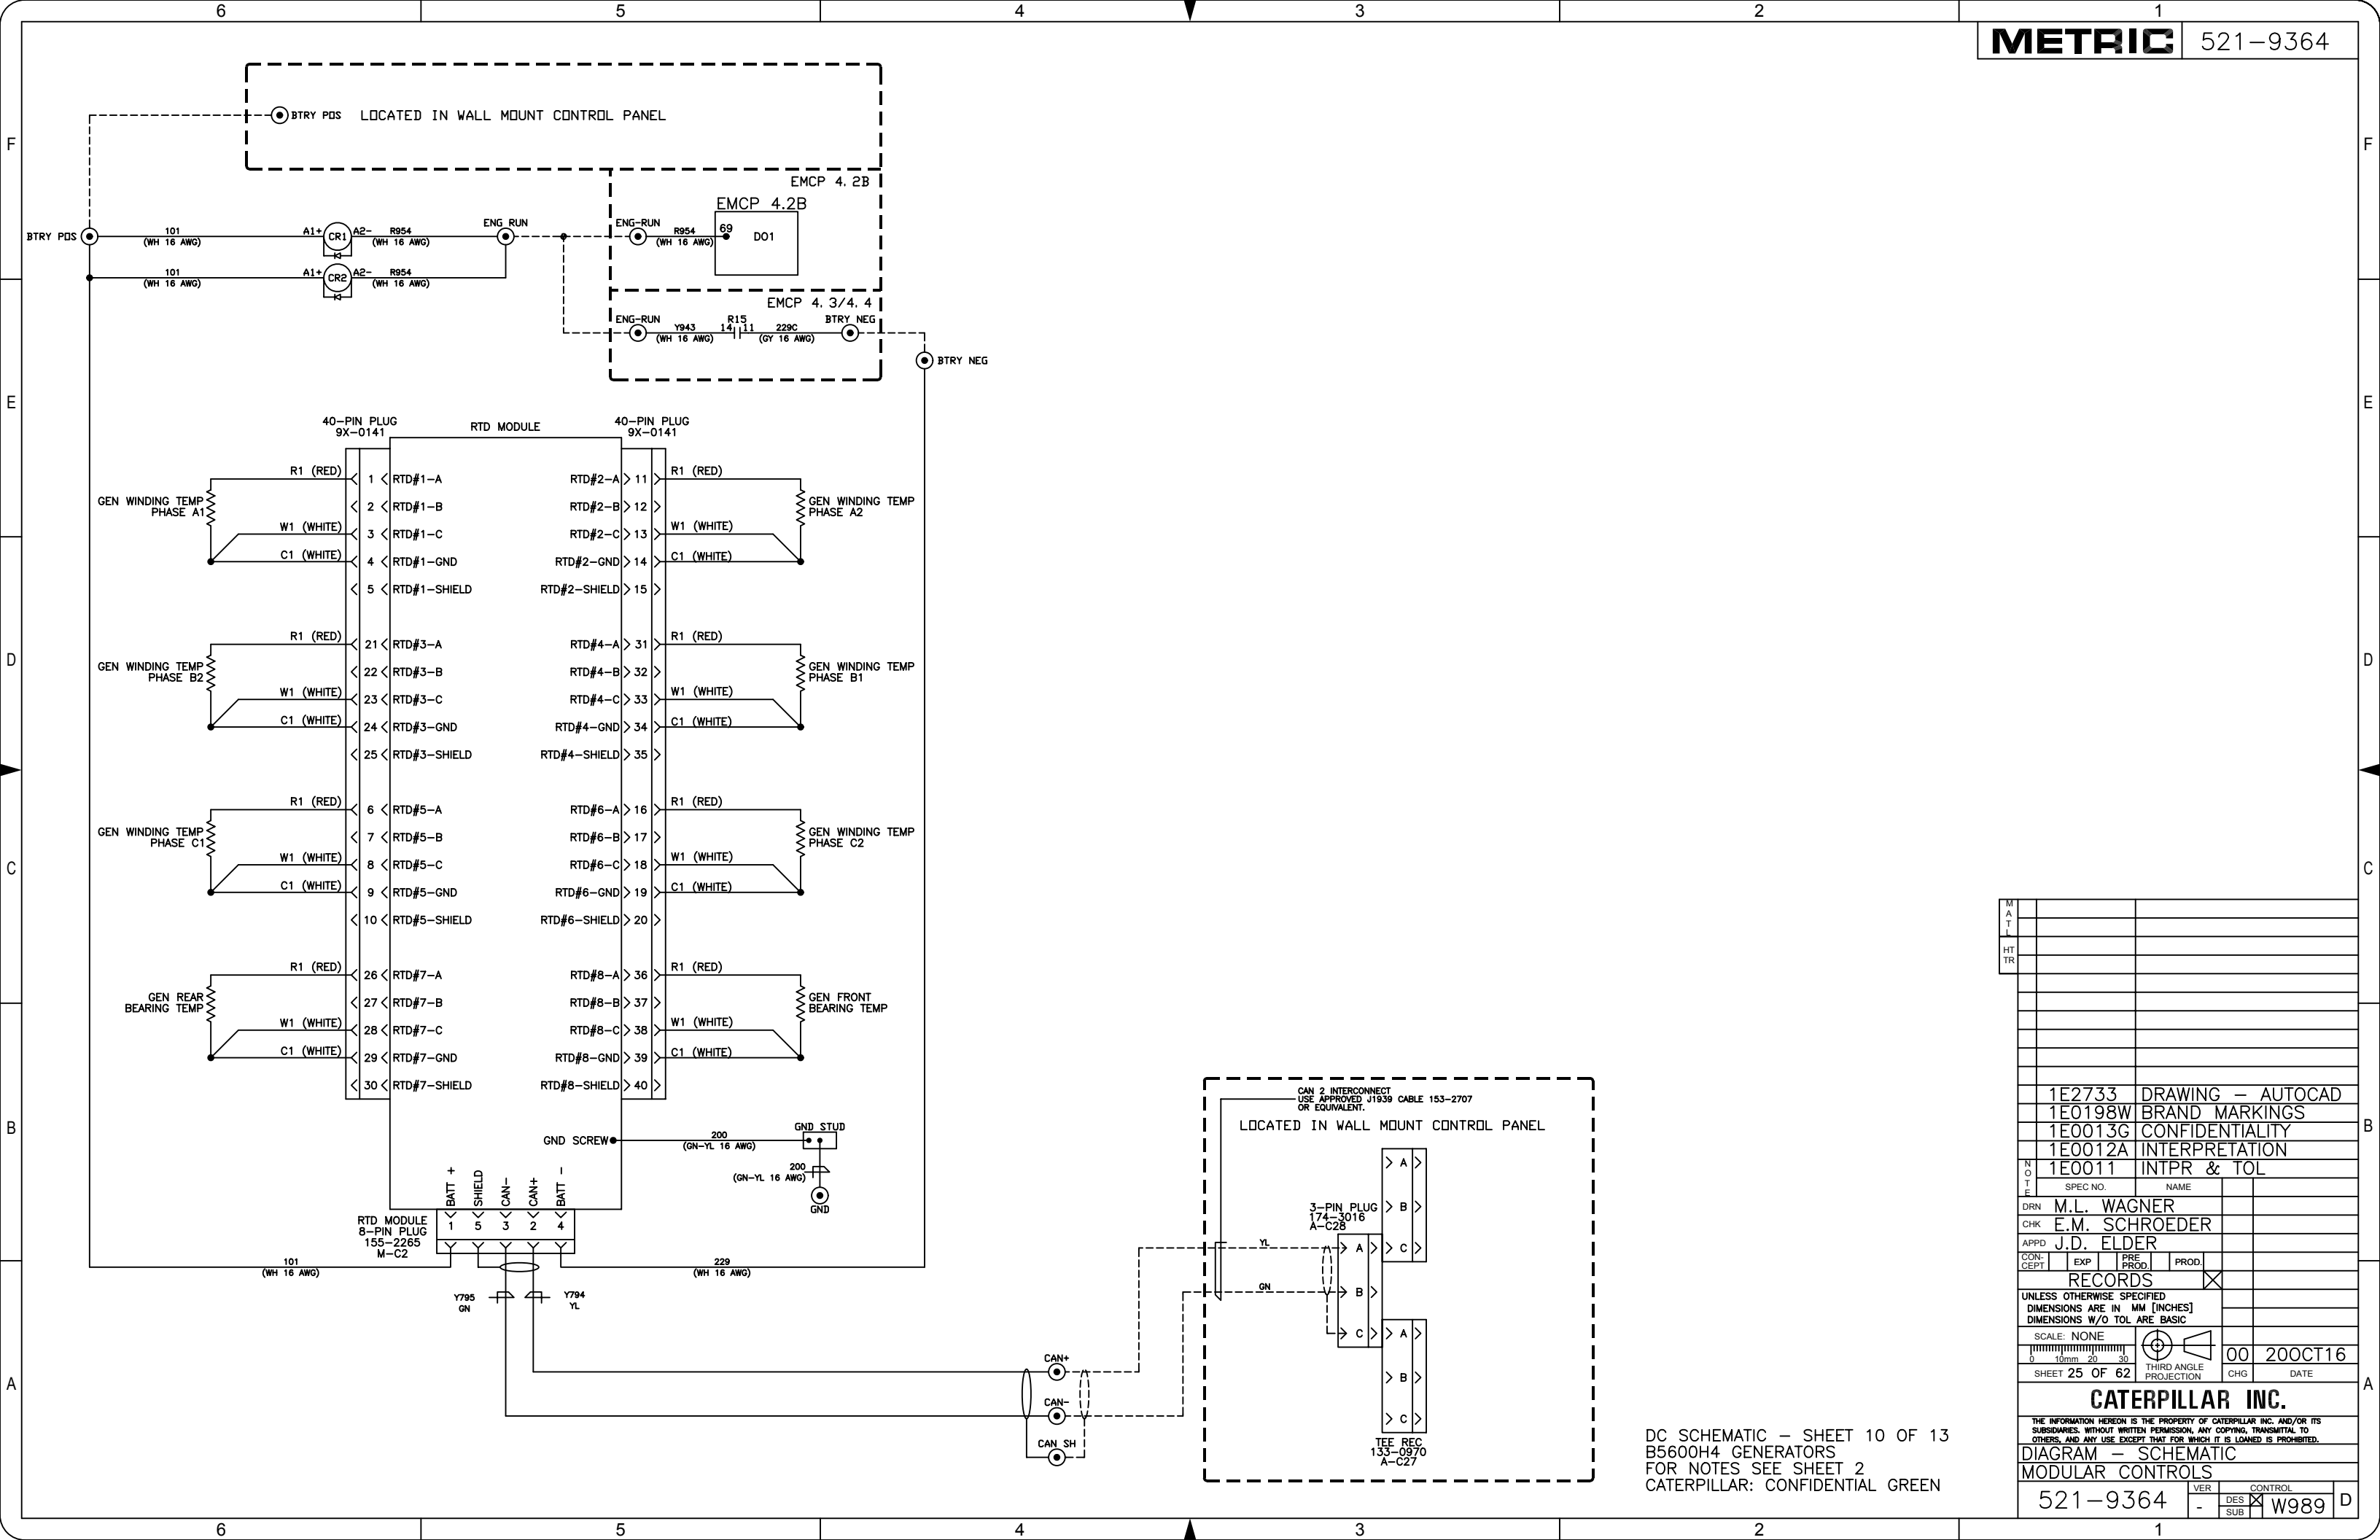 6 5 4 3 2 1
METRIC 521-9364
F
E
D
C
B
A
F
E
D
C
B
A
BTRY POS LOCATED IN WALL MOUNT CONTROL PANEL
EMCP 4. 2B
EMCP 4.2B
BTRY POS
101
(WH 16 AWG)
A1+ CR1 A2-
R954
(WH 16 AWG)
ENG RUN
ENG-RUN
R954
(WH 16 AWG)
69
DO1
101
(WH 16 AWG)
A1+ CR2 A2-
R954
(WH 16 AWG)
EMCP 4. 3/4. 4
ENG-RUN
Y943
(WH 16 AWG)
R15
14 11
229C
(GY 16 AWG)
BTRY NEG
BTRY NEG
40-PIN PLUG
9X-0141
RTD MODULE
40-PIN PLUG
9X-0141
R1 (RED) 1 RTD#1-A
2 RTD#1-B
W1 (WHITE) 3 RTD#1-C
C1 (WHITE) 4 RTD#1-GND
5 RTD#1-SHIELD
GEN WINDING TEMP
PHASE A1
RTD#2-A 11 R1 (RED)
RTD#2-B 12
RTD#2-C 13 W1 (WHITE)
RTD#2-GND 14 C1 (WHITE)
RTD#2-SHIELD 15
GEN WINDING TEMP
PHASE A2
R1 (RED) 21 RTD#3-A
22 RTD#3-B
W1 (WHITE) 23 RTD#3-C
C1 (WHITE) 24 RTD#3-GND
25 RTD#3-SHIELD
GEN WINDING TEMP
PHASE B2
RTD#4-A 31 R1 (RED)
RTD#4-B 32
RTD#4-C 33 W1 (WHITE)
RTD#4-GND 34 C1 (WHITE)
RTD#4-SHIELD 35
GEN WINDING TEMP
PHASE B1
R1 (RED) 6 RTD#5-A
7 RTD#5-B
W1 (WHITE) 8 RTD#5-C
C1 (WHITE) 9 RTD#5-GND
10 RTD#5-SHIELD
GEN WINDING TEMP
PHASE C1
RTD#6-A 16 R1 (RED)
RTD#6-B 17
RTD#6-C 18 W1 (WHITE)
RTD#6-GND 19 C1 (WHITE)
RTD#6-SHIELD 20
GEN WINDING TEMP
PHASE C2
R1 (RED) 26 RTD#7-A
27 RTD#7-B
W1 (WHITE) 28 RTD#7-C
C1 (WHITE) 29 RTD#7-GND
30 RTD#7-SHIELD
GEN REAR
BEARING TEMP
RTD#8-A 36 R1 (RED)
RTD#8-B 37
RTD#8-C 38 W1 (WHITE)
RTD#8-GND 39 C1 (WHITE)
RTD#8-SHIELD 40
GEN FRONT
BEARING TEMP
GND SCREW
200
(GN-YL 16 AWG)
GND STUD
200
(GN-YL 16 AWG)
GND
BATT +
SHIELD
CAN-
CAN+
BATT -
1 5 3 2 4
RTD MODULE
8-PIN PLUG
155-2265
M-C2
101
(WH 16 AWG)
229
(WH 16 AWG)
Y795
GN
Y794
YL
CAN+
CAN-
CAN SH
CAN 2 INTERCONNECT
USE APPROVED J1939 CABLE 153-2707
OR EQUIVALENT.
LOCATED IN WALL MOUNT CONTROL PANEL
3-PIN PLUG
174-3016
A-C28
YL
GN
A
B
C
A
B
C
A
B
C
TEE REC
133-0970
A-C27
DC SCHEMATIC - SHEET 10 OF 13
B5600H4 GENERATORS
FOR NOTES SEE SHEET 2
CATERPILLAR: CONFIDENTIAL GREEN
MATL
HT
TR
1E2733 DRAWING - AUTOCAD
1E0198W BRAND MARKINGS
1E0013G CONFIDENTIALITY
1E0012A INTERPRETATION
1E0011 INTPR & TOL
NOTE
SPEC NO. NAME
DRN M.L. WAGNER
CHK E.M. SCHROEDER
APPD J.D. ELDER
CON-
CEPT
EXP
PRE
PROD.
PROD.
RECORDS
UNLESS OTHERWISE SPECIFIED
DIMENSIONS ARE IN MM [INCHES]
DIMENSIONS W/O TOL ARE BASIC
SCALE: NONE
0 10mm 20 30
SHEET 25 OF 62
THIRD ANGLE
PROJECTION
00 20OCT16
CHG DATE
CATERPILLAR INC.
THE INFORMATION HEREON IS THE PROPERTY OF CATERPILLAR INC. AND/OR ITS
SUBSIDIARIES. WITHOUT WRITTEN PERMISSION, ANY COPYING, TRANSMITTAL TO
OTHERS, AND ANY USE EXCEPT THAT FOR WHICH IT IS LOANED IS PROHIBITED.
DIAGRAM - SCHEMATIC
MODULAR CONTROLS
521-9364
VER
-
CONTROL
DES
SUB
W989
D
6 5 4 3 2 1